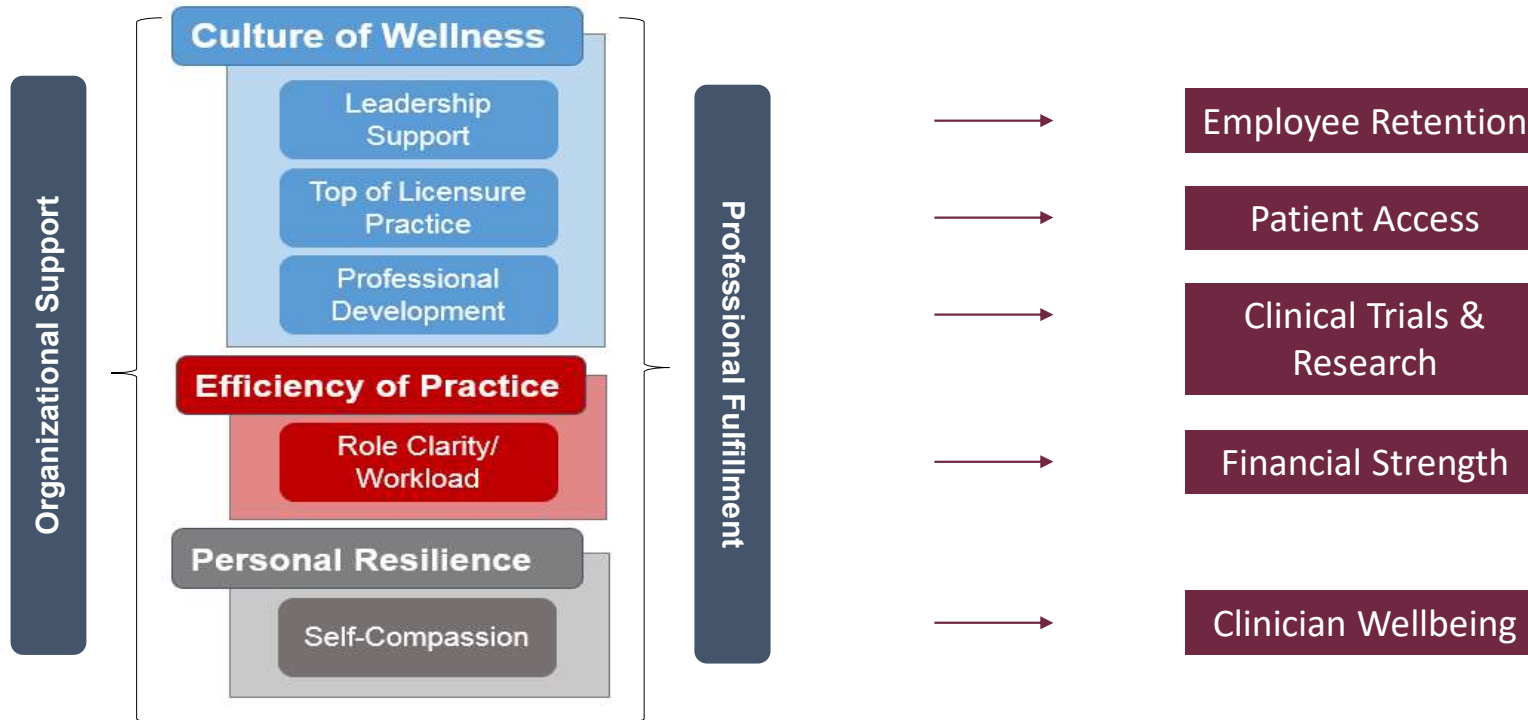 Organizational Support
Culture of Wellness
Leadership
Support
Top of Licensure
Practice
Professional
Development
Efficiency of Practice
Role Clarity/
Workload
Personal Resilience
Self-Compassion
Professional Fulfillment
Employee Retention
Patient Access
Clinical Trials &
Research
Financial Strength
Clinician Wellbeing